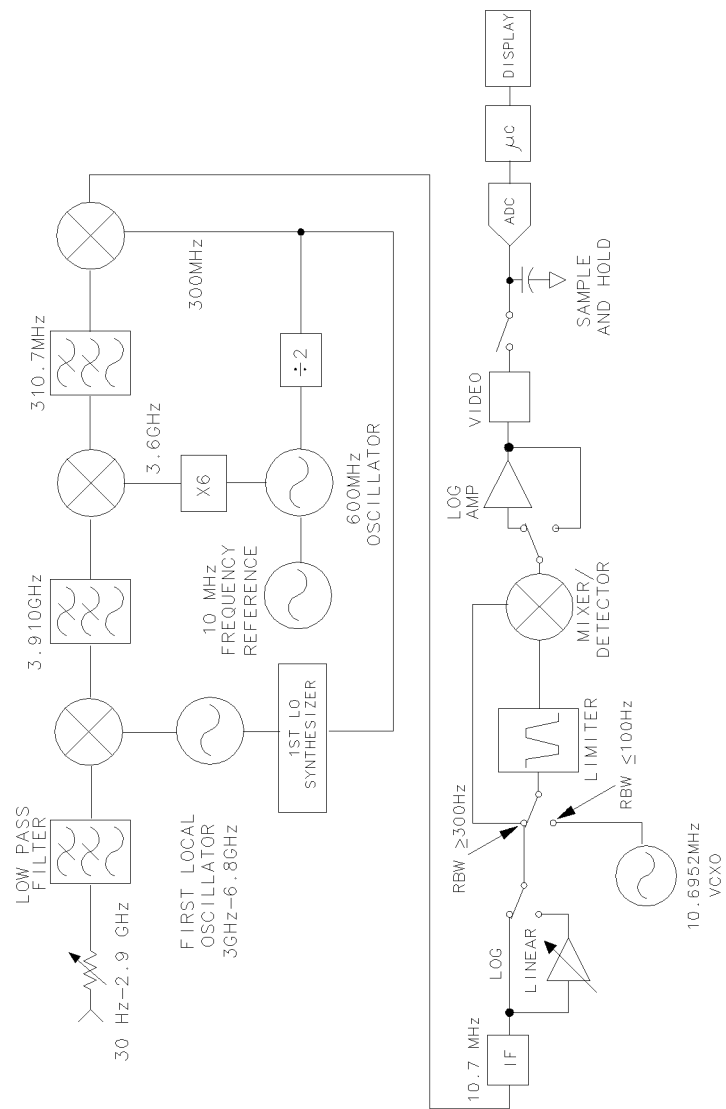 30 Hz–2.9 GHz
LOW PASS
FILTER
FIRST LOCAL
OSCILLATOR
3GHz–6.8GHz
1ST LO
SYNTHESIZER
3.910GHz
10 MHz
FREQUENCY
REFERENCE
600MHz
OSCILLATOR
X6
3.6GHz
÷2
310.7MHz
300MHz
10.7 MHz
IF
LOG
LINEAR
RBW ≥300Hz
RBW ≤100Hz
10.6952MHz
VCXO
LIMITER
MIXER/
DETECTOR
LOG
AMP
VIDEO
SAMPLE
AND HOLD
ADC
μC
DISPLAY